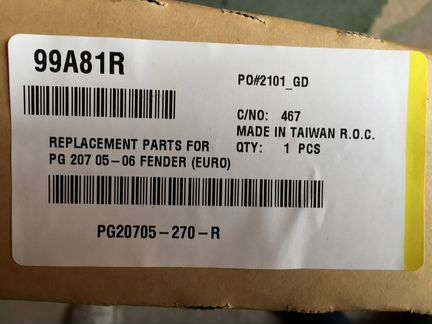 99A81R
PO#2101_GD
C/NO: 467
MADE IN TAIWAN R.O.C.
REPLACEMENT PARTS FOR QTY: 1 PCS
PG 207 05-06 FENDER (EURO)
PG20705-270-R